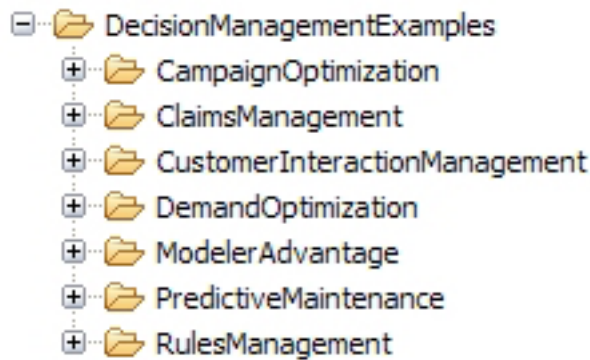 DecisionManagementExamples
CampaignOptimization
ClaimsManagement
CustomerInteractionManagement
DemandOptimization
ModelerAdvantage
PredictiveMaintenance
RulesManagement